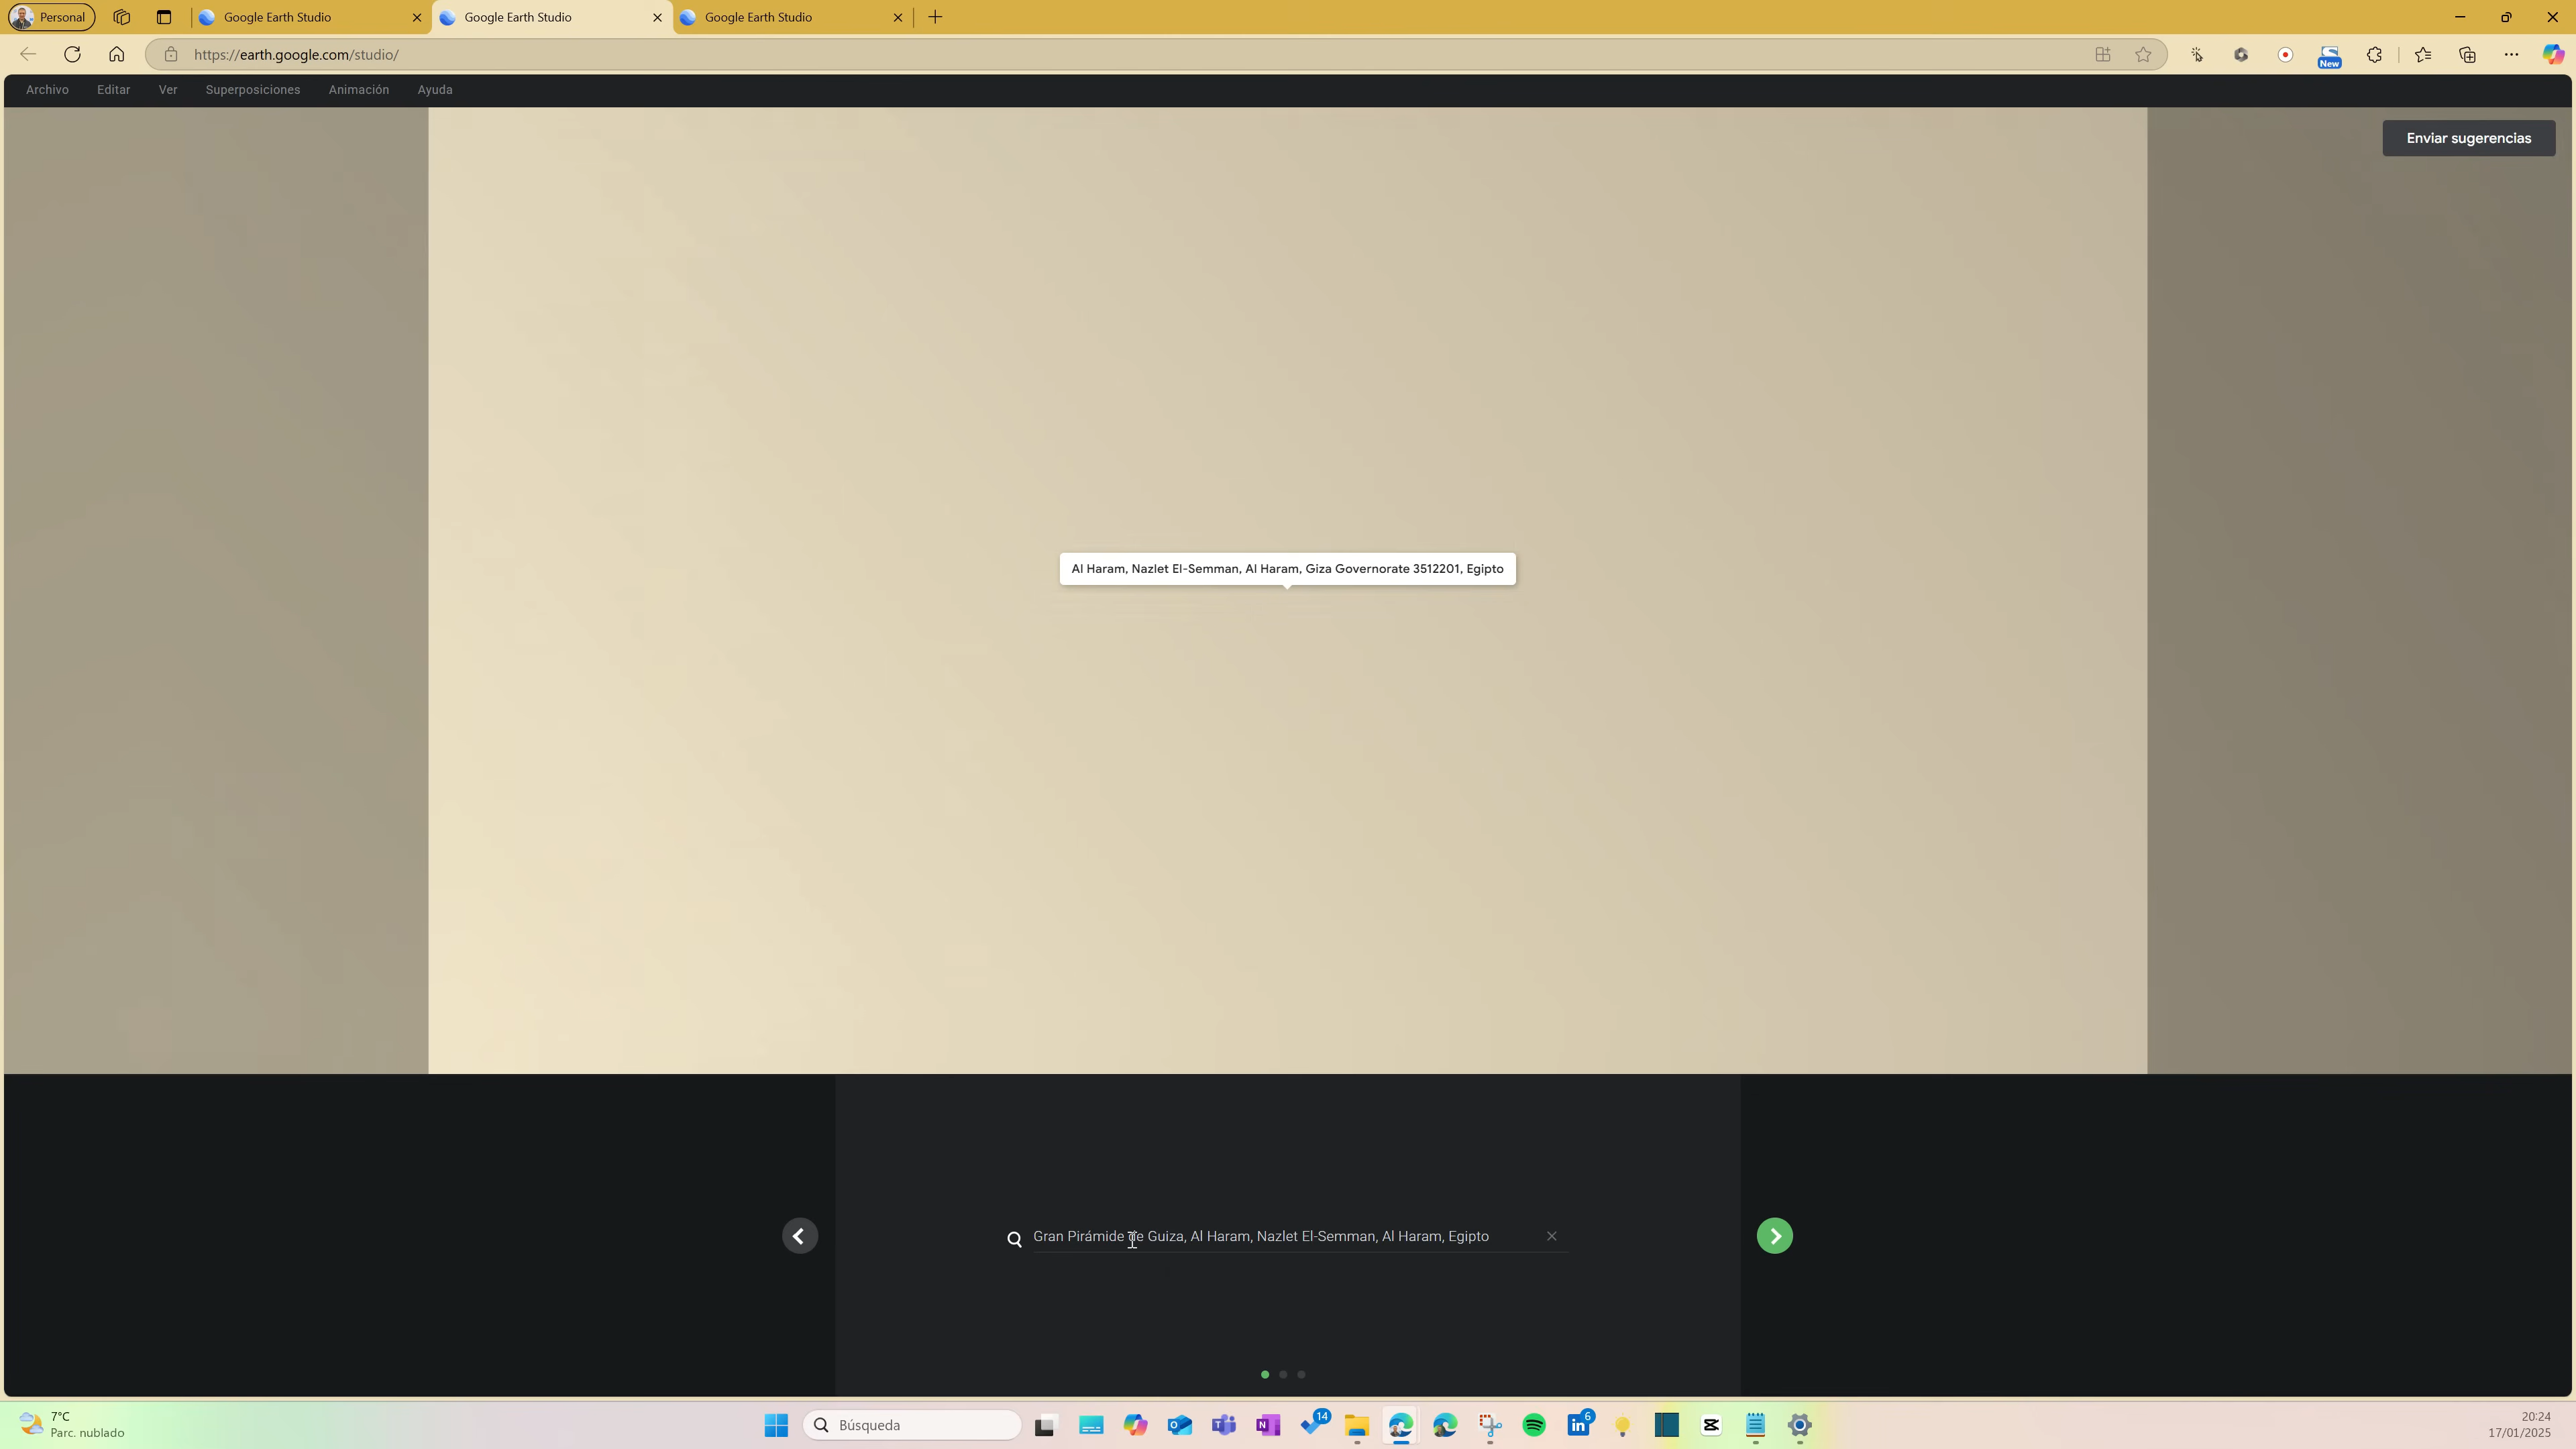 Personal
Google Earth Studio
Google Earth Studio
Google Earth Studio
https://earth.google.com/studio/
New
Archivo Editar Ver Superposiciones Animación Ayuda
Enviar sugerencias
Al Haram, Nazlet El-Semman, Al Haram, Giza Governorate 3512201, Egipto
Gran Pirámide de Guiza, Al Haram, Nazlet El-Semman, Al Haram, Egipto
7°C
Parc. nublado
Búsqueda
14
6
20:24
17/01/2025